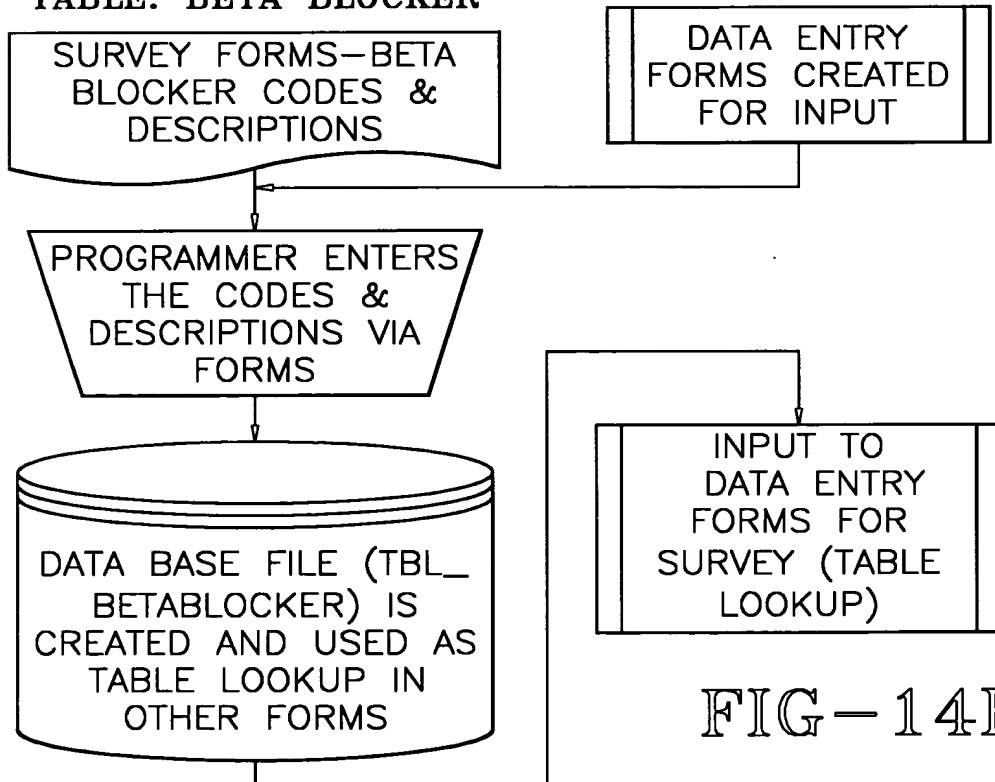 TABLE: BETA BLOCKER
SURVEY FORMS—BETA
BLOCKER CODES &
DESCRIPTIONS
DATA ENTRY
FORMS CREATED
FOR INPUT
PROGRAMMER ENTERS
THE CODES &
DESCRIPTIONS VIA
FORMS
DATA BASE FILE (TBL_
BETABLOCKER) IS
CREATED AND USED AS
TABLE LOOKUP IN
OTHER FORMS
INPUT TO
DATA ENTRY
FORMS FOR
SURVEY (TABLE
LOOKUP)